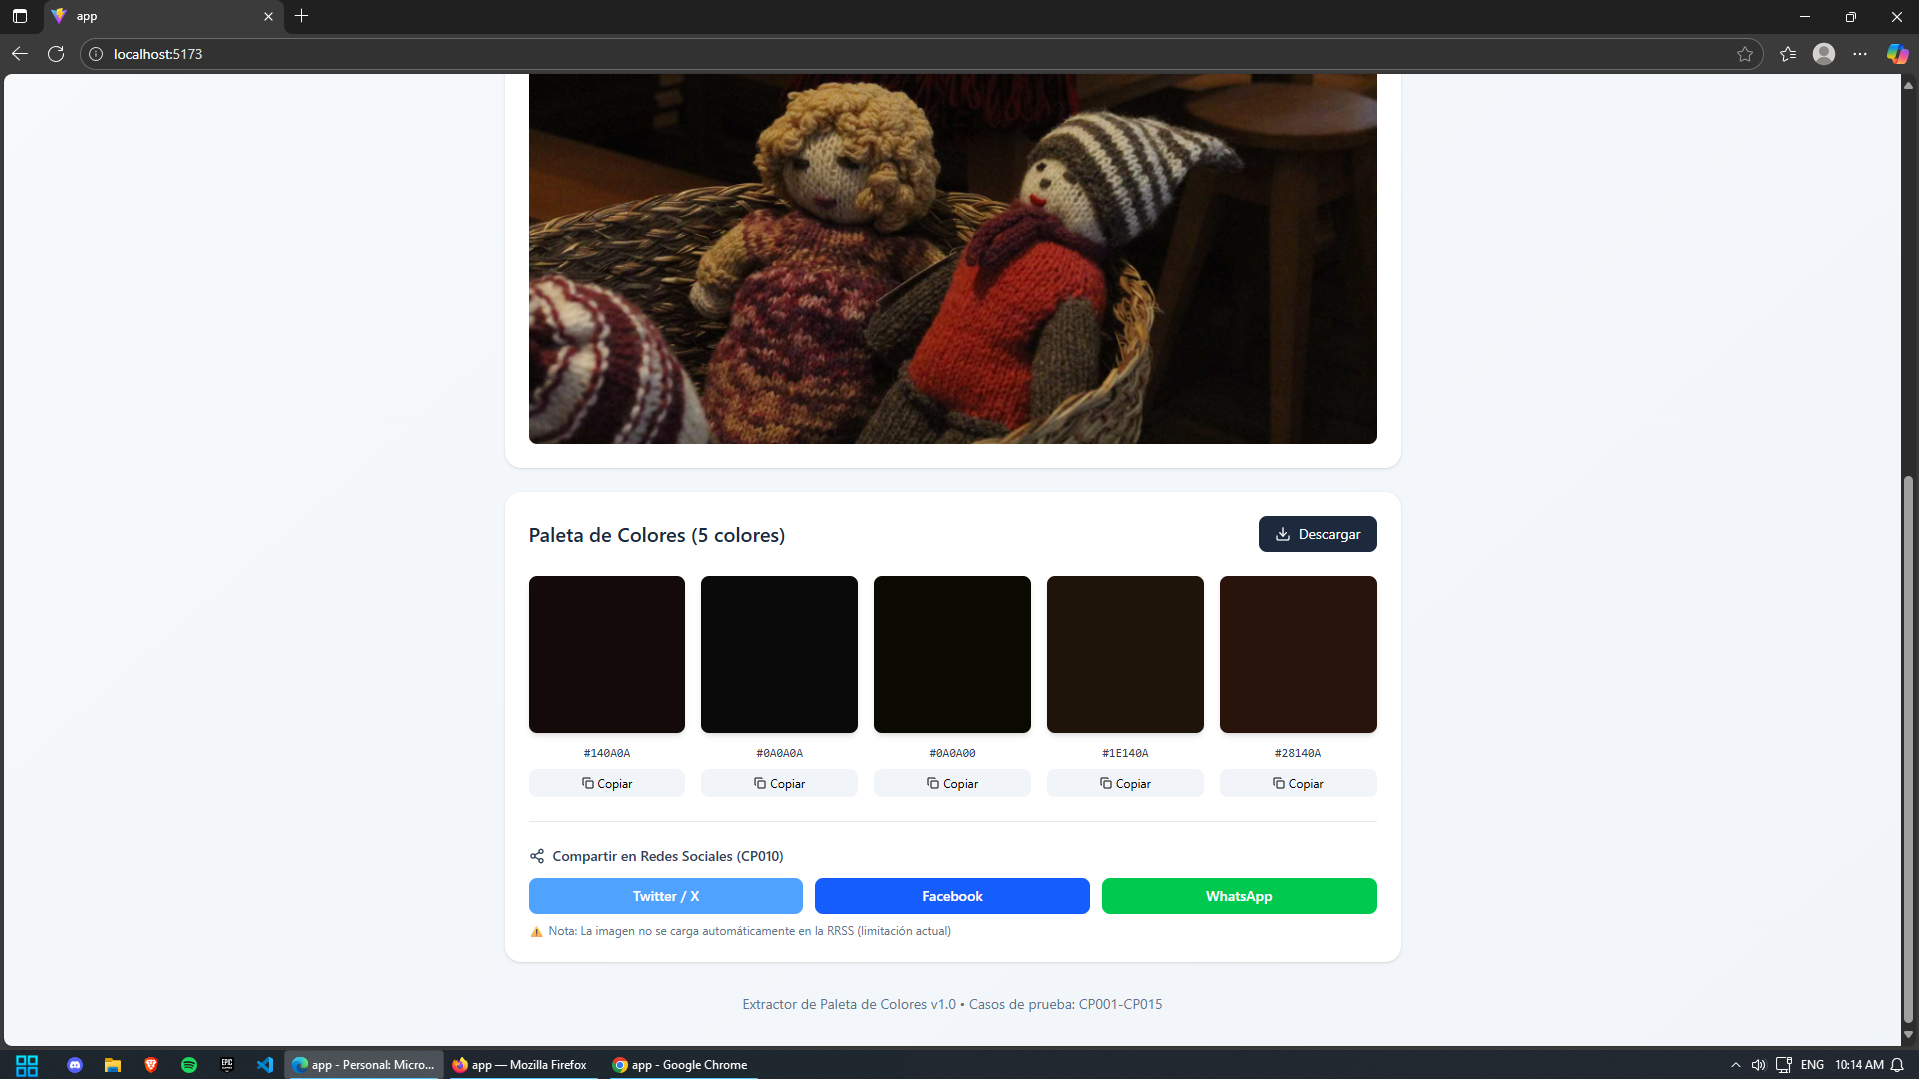 app
localhost:5173
Paleta de Colores (5 colores)
Descargar
#140A0A
#0A0A0A
#0A0A00
#1E140A
#28140A
Copiar
Copiar
Copiar
Copiar
Copiar
Compartir en Redes Sociales (CP010)
Twitter / X
Facebook
WhatsApp
Nota: La imagen no se carga automáticamente en la RRSS (limitación actual)
Extractor de Paleta de Colores v1.0 • Casos de prueba: CP001-CP015
EPIC
app - Personal: Micro...
app — Mozilla Firefox
app - Google Chrome
ENG
10:14 AM